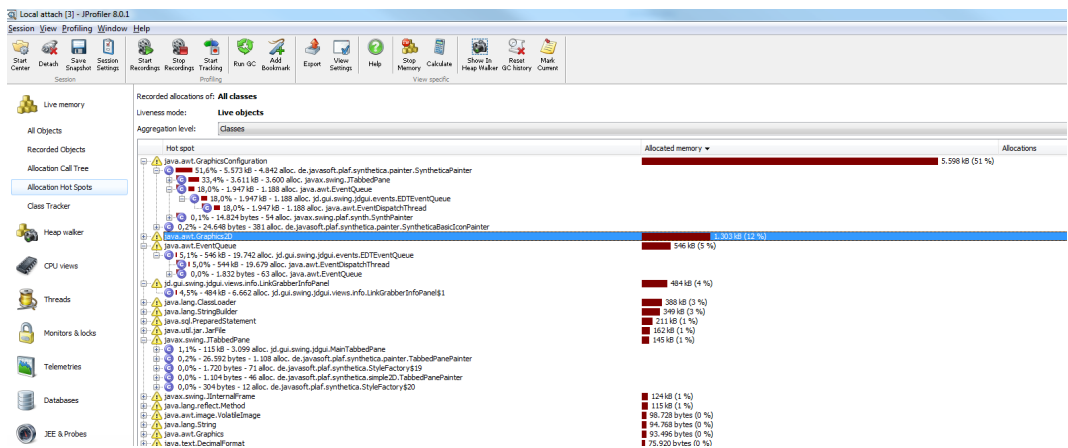 Local attach [3] - JProfiler 8.0.1
Session View Profiling Window Help
Start Center
Detach
Save Snapshot
Session Settings
Start Recordings
Stop Recordings
Start Tracking
Run GC
Add Bookmark
Export
View Settings
Help
Stop Memory
Calculate
Show In Heap Walker
Reset GC history
Mark Current
Session
Profiling
View specific
Live memory
All Objects
Recorded Objects
Allocation Call Tree
Allocation Hot Spots
Class Tracker
Heap walker
CPU views
Threads
Monitors & locks
Telemetries
Databases
JEE & Probes
Recorded allocations of: All classes
Liveness mode: Live objects
Aggregation level: Classes
Hot spot Allocated memory Allocations
java.awt.GraphicsConfiguration 5.598 kB (51 %)
51,6% - 5.573 kB - 4.842 alloc. de.javasoft.plaf.synthetica.painter.SyntheticaPainter
33,4% - 3.611 kB - 3.600 alloc. javax.swing.JTabbedPane
18,0% - 1.947 kB - 1.188 alloc. java.awt.EventQueue
18,0% - 1.947 kB - 1.188 alloc. jd.gui.swing.jdgui.events.EDTEventQueue
18,0% - 1.947 kB - 1.188 alloc. java.awt.EventDispatchThread
0,1% - 14.824 bytes - 54 alloc. javax.swing.plaf.synth.SynthPainter
0,2% - 24.648 bytes - 381 alloc. de.javasoft.plaf.synthetica.painter.SyntheticaBasicIconPainter
java.awt.Graphics2D 1.303 kB (12 %)
java.awt.EventQueue 546 kB (5 %)
5,1% - 546 kB - 19.742 alloc. jd.gui.swing.jdgui.events.EDTEventQueue
5,0% - 544 kB - 19.679 alloc. java.awt.EventDispatchThread
0,0% - 1.832 bytes - 63 alloc. java.awt.EventQueue
jd.gui.swing.jdgui.views.info.LinkGrabberInfoPanel 484 kB (4 %)
4,5% - 484 kB - 6.662 alloc. jd.gui.swing.jdgui.views.info.LinkGrabberInfoPanel$1
java.lang.ClassLoader 388 kB (3 %)
java.lang.StringBuilder 349 kB (3 %)
java.sql.PreparedStatement 211 kB (1 %)
java.util.jar.JarFile 162 kB (1 %)
javax.swing.JTabbedPane 145 kB (1 %)
1,1% - 115 kB - 3.099 alloc. jd.gui.swing.jdgui.MainTabbedPane
0,2% - 26.592 bytes - 1.108 alloc. de.javasoft.plaf.synthetica.painter.TabbedPanePainter
0,0% - 1.720 bytes - 71 alloc. de.javasoft.plaf.synthetica.StyleFactory$19
0,0% - 1.104 bytes - 46 alloc. de.javasoft.plaf.synthetica.simple2D.TabbedPanePainter
0,0% - 304 bytes - 12 alloc. de.javasoft.plaf.synthetica.StyleFactory$20
javax.swing.JInternalFrame 124 kB (1 %)
java.lang.reflect.Method 115 kB (1 %)
java.awt.image.VolatileImage 98.728 bytes (0 %)
java.lang.String 94.768 bytes (0 %)
java.awt.Graphics 93.496 bytes (0 %)
java.text.DecimalFormat 75.920 bytes (0 %)